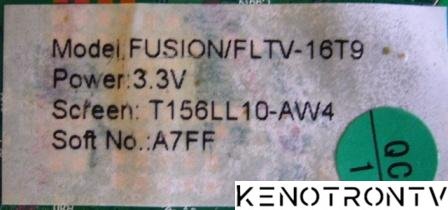 Model.FUSION/FLTV-16T9
Power:3.3V
Screen: T156LL10-AW4
Soft No.:A7FF
QC
1
KENOTRONTV